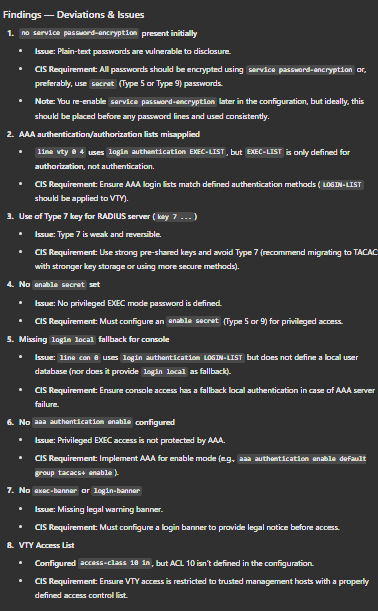 Findings — Deviations & Issues
1. no service password-encryption present initially
• Issue: Plain-text passwords are vulnerable to disclosure.
• CIS Requirement: All passwords should be encrypted using service password-encryption or,
preferably, use secret (Type 5 or Type 9) passwords.
• Note: You re-enable service password-encryption later in the configuration, but ideally, this
should be placed before any password lines and used consistently.
2. AAA authentication/authorization lists misapplied
• line vty 0 4 uses login authentication EXEC-LIST, but EXEC-LIST is only defined for
authorization, not authentication.
• CIS Requirement: Ensure AAA login lists match defined authentication methods (LOGIN-LIST
should be applied to VTY).
3. Use of Type 7 key for RADIUS server (key 7 ...)
• Issue: Type 7 is weak and reversible.
• CIS Requirement: Use strong pre-shared keys and avoid Type 7 (recommend migrating to TACAC
with stronger key storage or using more secure methods).
4. No enable secret set
• Issue: No privileged EXEC mode password is defined.
• CIS Requirement: Must configure an enable secret (Type 5 or 9) for privileged access.
5. Missing login local fallback for console
• Issue: line con 0 uses login authentication LOGIN-LIST but does not define a local user
database (nor does it provide login local as fallback).
• CIS Requirement: Ensure console access has a fallback local authentication in case of AAA server
failure.
6. No aaa authentication enable configured
• Issue: Privileged EXEC access is not protected by AAA.
• CIS Requirement: Implement AAA for enable mode (e.g., aaa authentication enable default
group tacacs+ enable).
7. No exec-banner or login-banner
• Issue: Missing legal warning banner.
• CIS Requirement: Must configure a login banner to provide legal notice before access.
8. VTY Access List
• Configured access-class 10 in, but ACL 10 isn't defined in the configuration.
• CIS Requirement: Ensure VTY access is restricted to trusted management hosts with a properly
defined access control list.